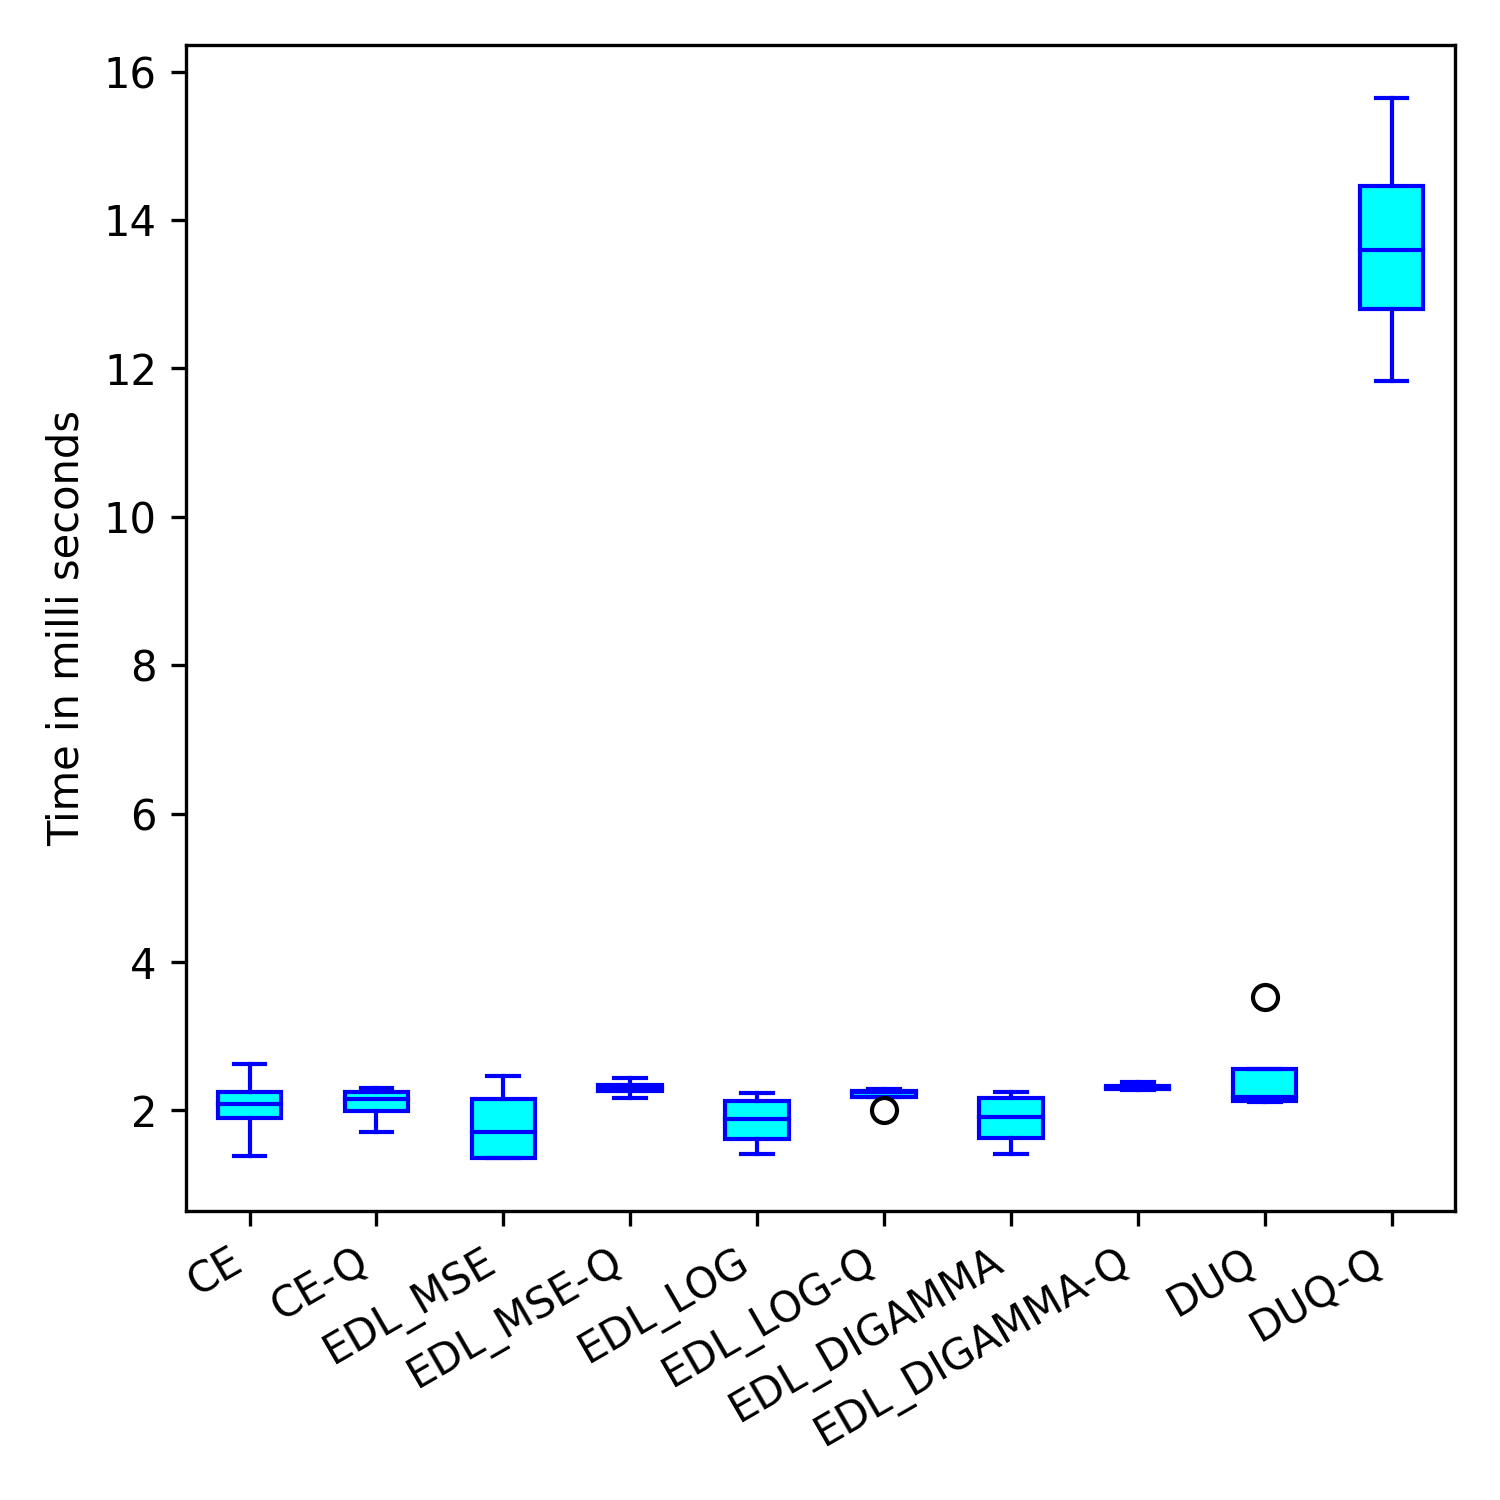 Time in milli seconds
16
14
12
10
8
6
4
2
CE
CE-Q
EDL_MSE
EDL_MSE-Q
EDL_LOG
EDL_LOG-Q
EDL_DIGAMMA
EDL_DIGAMMA-Q
DUQ
DUQ-Q